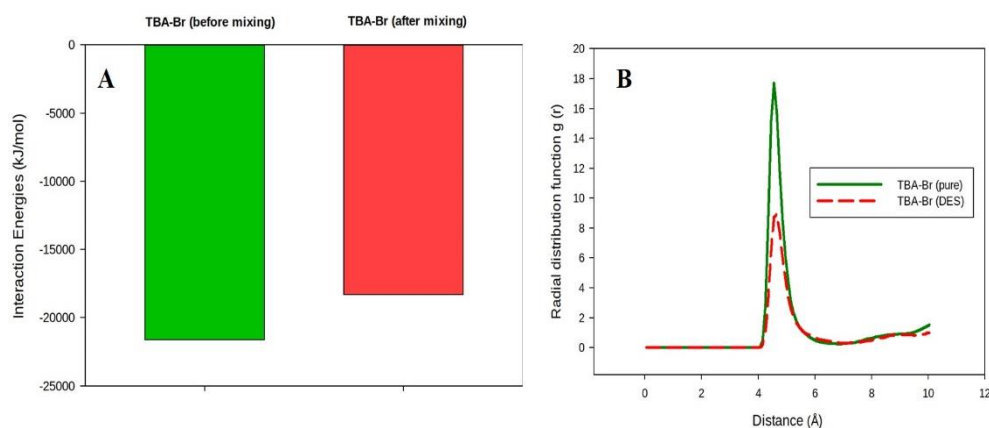 TBA-Br (before mixing) TBA-Br (after mixing)
A
Interaction Energies (kJ/mol)
0
-5000
-10000
-15000
-20000
-25000
B
Radial distribution function g (r)
20
18
16
14
12
10
8
6
4
2
0
TBA-Br (pure)
TBA-Br (DES)
0 2 4 6 8 10 12
Distance (Å)